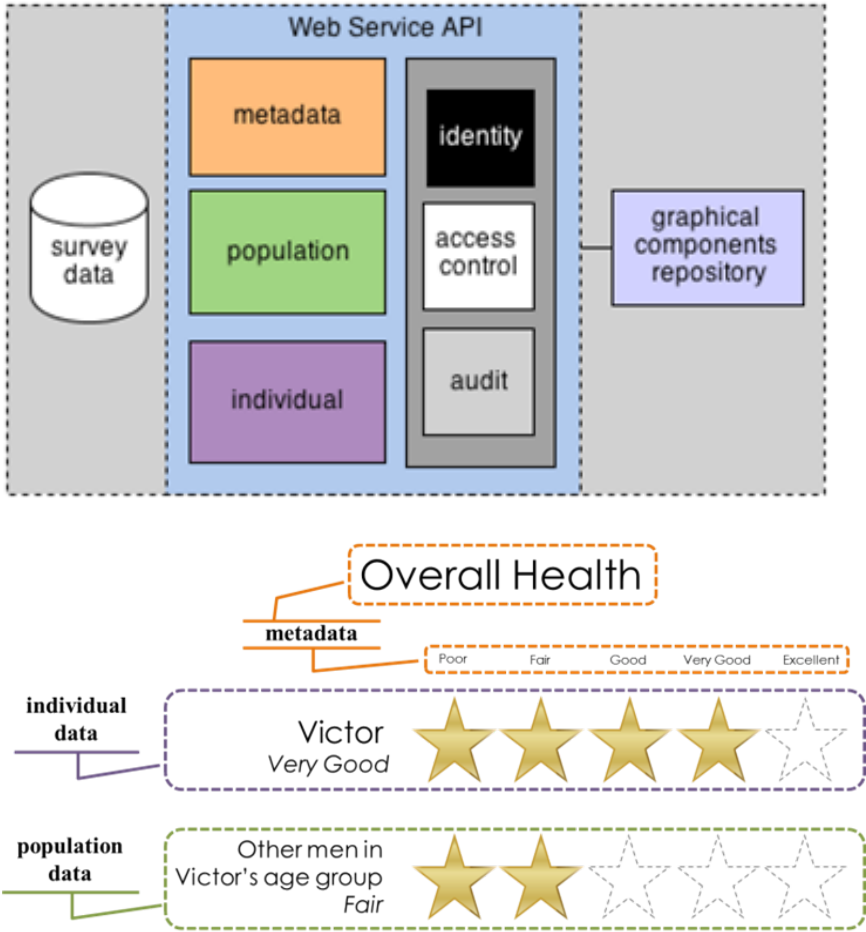 Web Service API
metadata
identity
survey
data
population
access
control
graphical
components
repository
individual
audit
Overall Health
metadata
Poor Fair Good Very Good Excellent
individual
data
Victor
Very Good
population
data
Other men in
Victor's age group
Fair